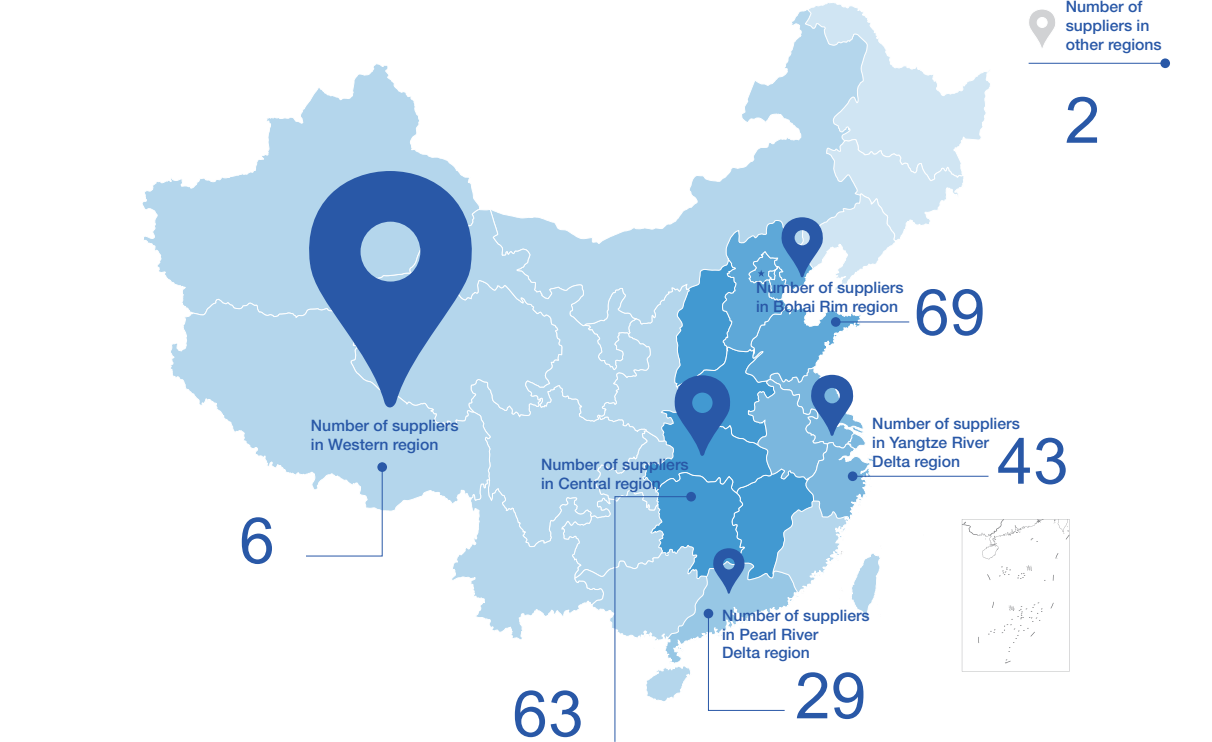 Number of
suppliers in
other regions
2
Number of suppliers
in Bohai Rim region
69
Number of suppliers
in Western region
6
Number of suppliers
in Yangtze River
Delta region
43
Number of suppliers
in Central region
63
Number of suppliers
in Pearl River
Delta region
29